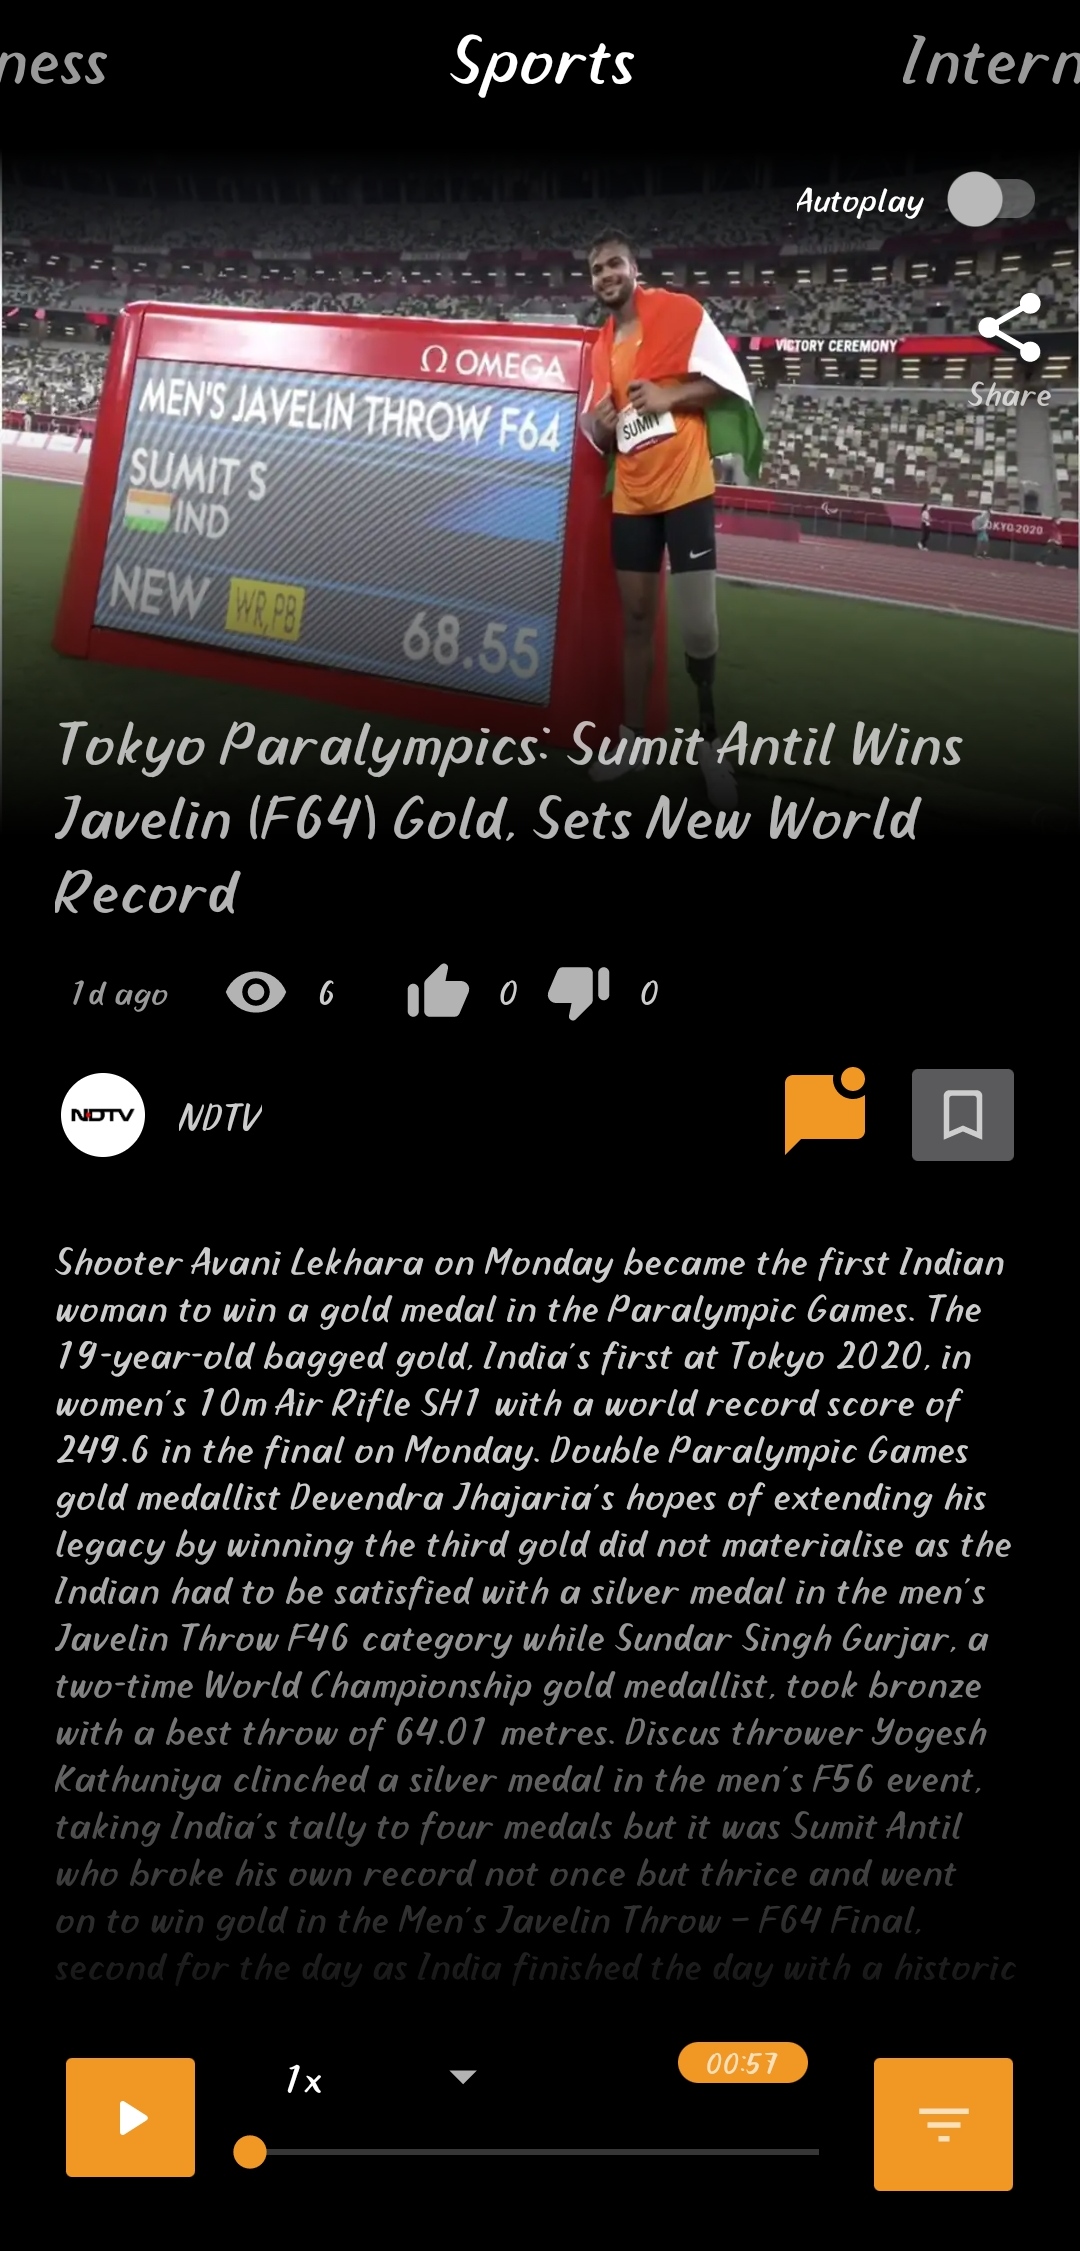 ness Sports Intern
Autoplay
Ω OMEGA
MEN'S JAVELIN THROW F64
SUMIT S
IND
NEW WR,PB 68.55
SUMIT
VICTORY CEREMONY
OKYO 2020
Share
Tokyo Paralympics: Sumit Antil Wins
Javelin (F64) Gold, Sets New World
Record
1d ago 6 0 0
NDTV NDTV
Shooter Avani Lekhara on Monday became the first Indian
woman to win a gold medal in the Paralympic Games. The
19-year-old bagged gold, India's first at Tokyo 2020, in
women's 10m Air Rifle SH1 with a world record score of
249.6 in the final on Monday. Double Paralympic Games
gold medallist Devendra Jhajaria's hopes of extending his
legacy by winning the third gold did not materialise as the
Indian had to be satisfied with a silver medal in the men's
Javelin Throw F46 category while Sundar Singh Gurjar, a
two-time World Championship gold medallist, took bronze
with a best throw of 64.01 metres. Discus thrower Yogesh
Kathuniya clinched a silver medal in the men's F56 event,
taking India's tally to four medals but it was Sumit Antil
who broke his own record not once but thrice and went
on to win gold in the Men's Javelin Throw – F64 Final,
second for the day as India finished the day with a historic
1x 00:57